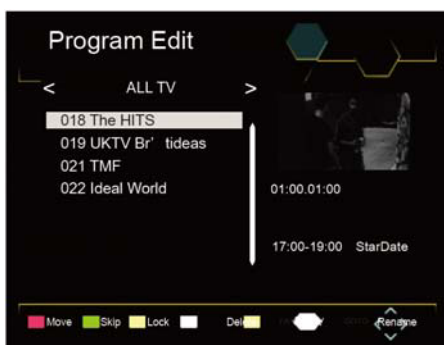 Program Edit
< ALL TV >
018 The HITS
019 UKTV Br' tideas
021 TMF
022 Ideal World
01:00.01:00
17:00-19:00 StarDate
Move Skip Lock Dele Rename